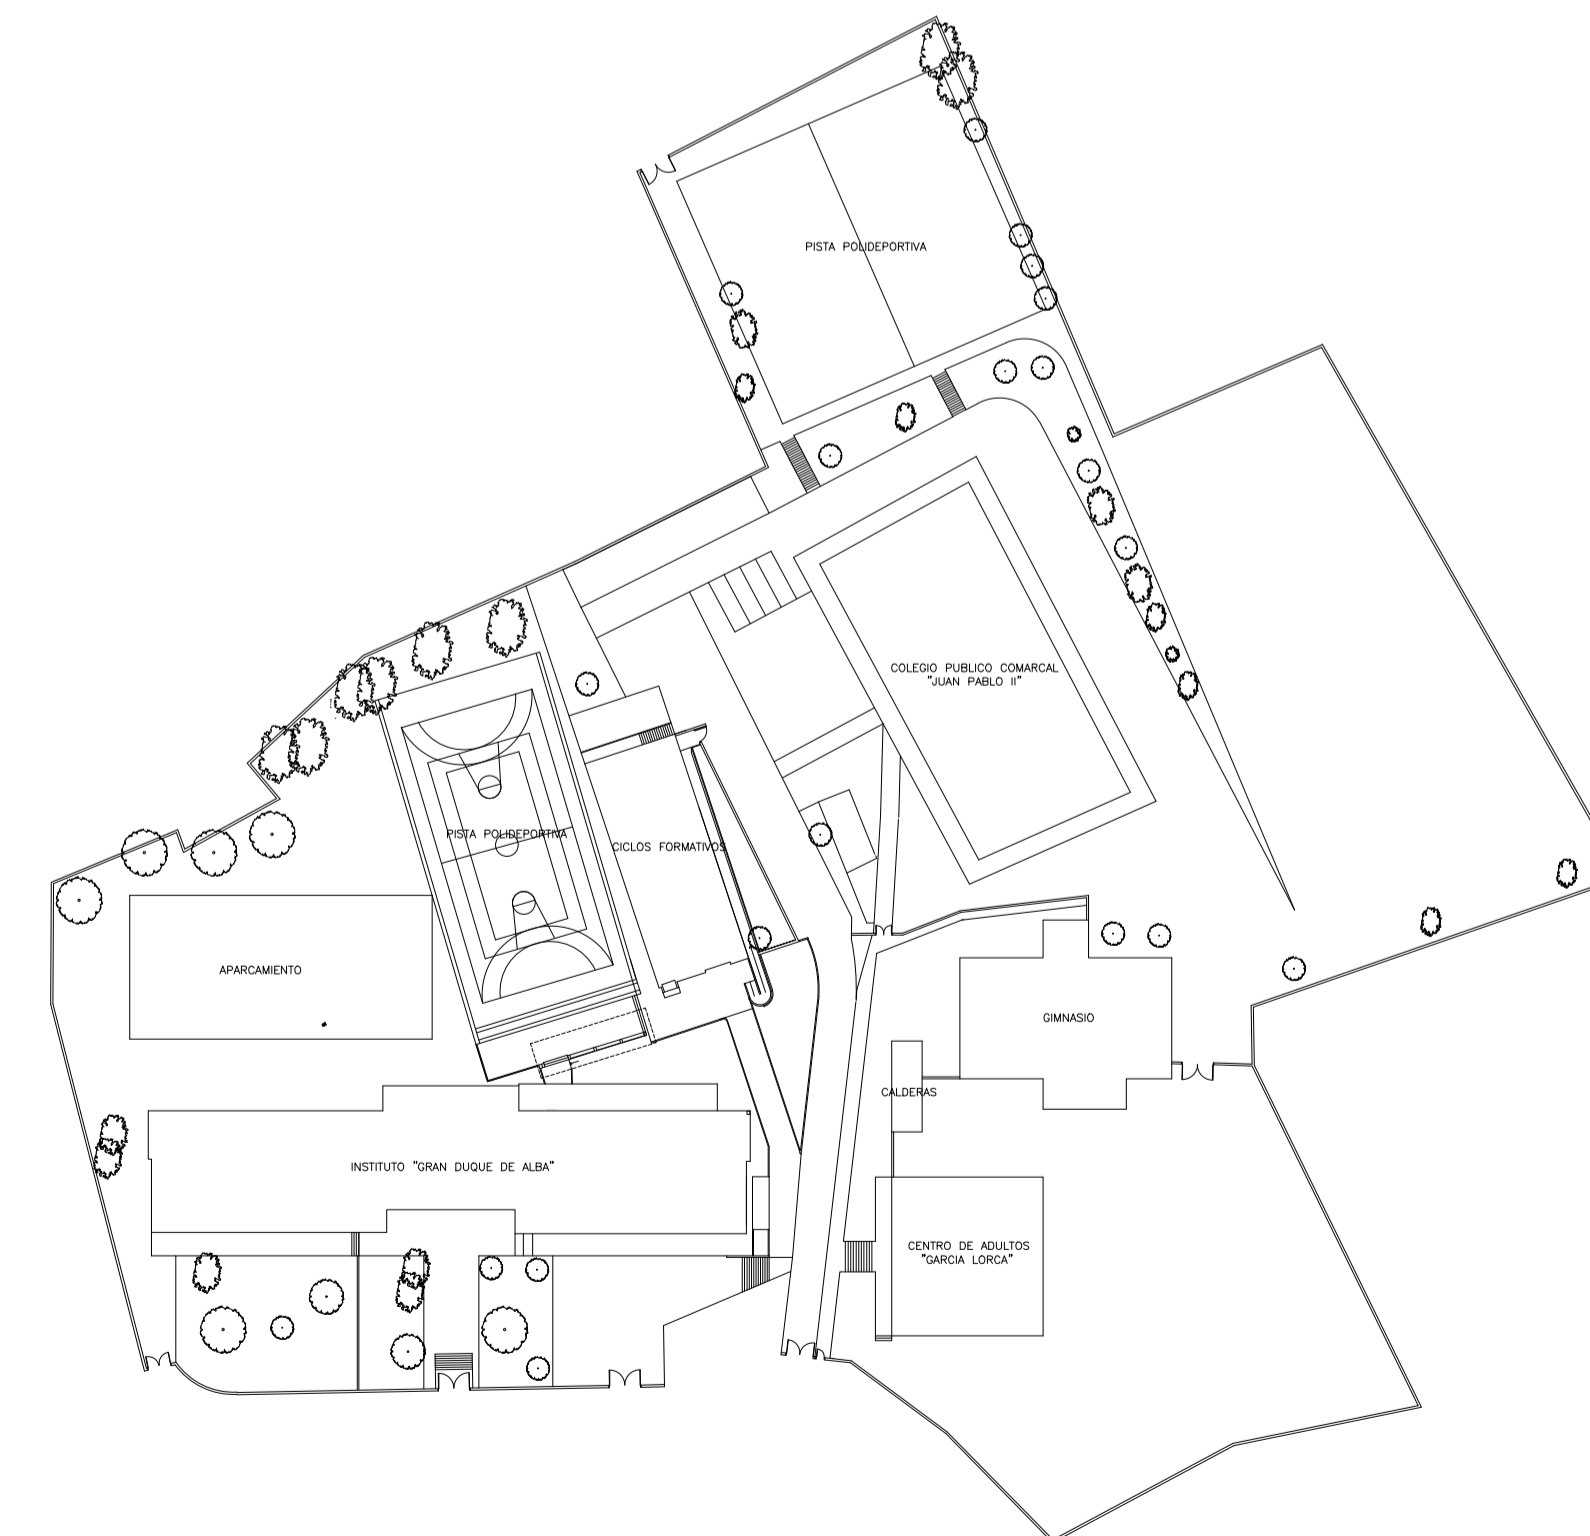 PISTA POLIDEPORTIVA
COLEGIO PUBLICO COMARCAL
"JUAN PABLO II"
PISTA POLIDEPORTIVA
CICLOS FORMATIVOS
APARCAMIENTO
GIMNASIO
CALDERAS
INSTITUTO "GRAN DUQUE DE ALBA"
CENTRO DE ADULTOS
"GARCIA LORCA"